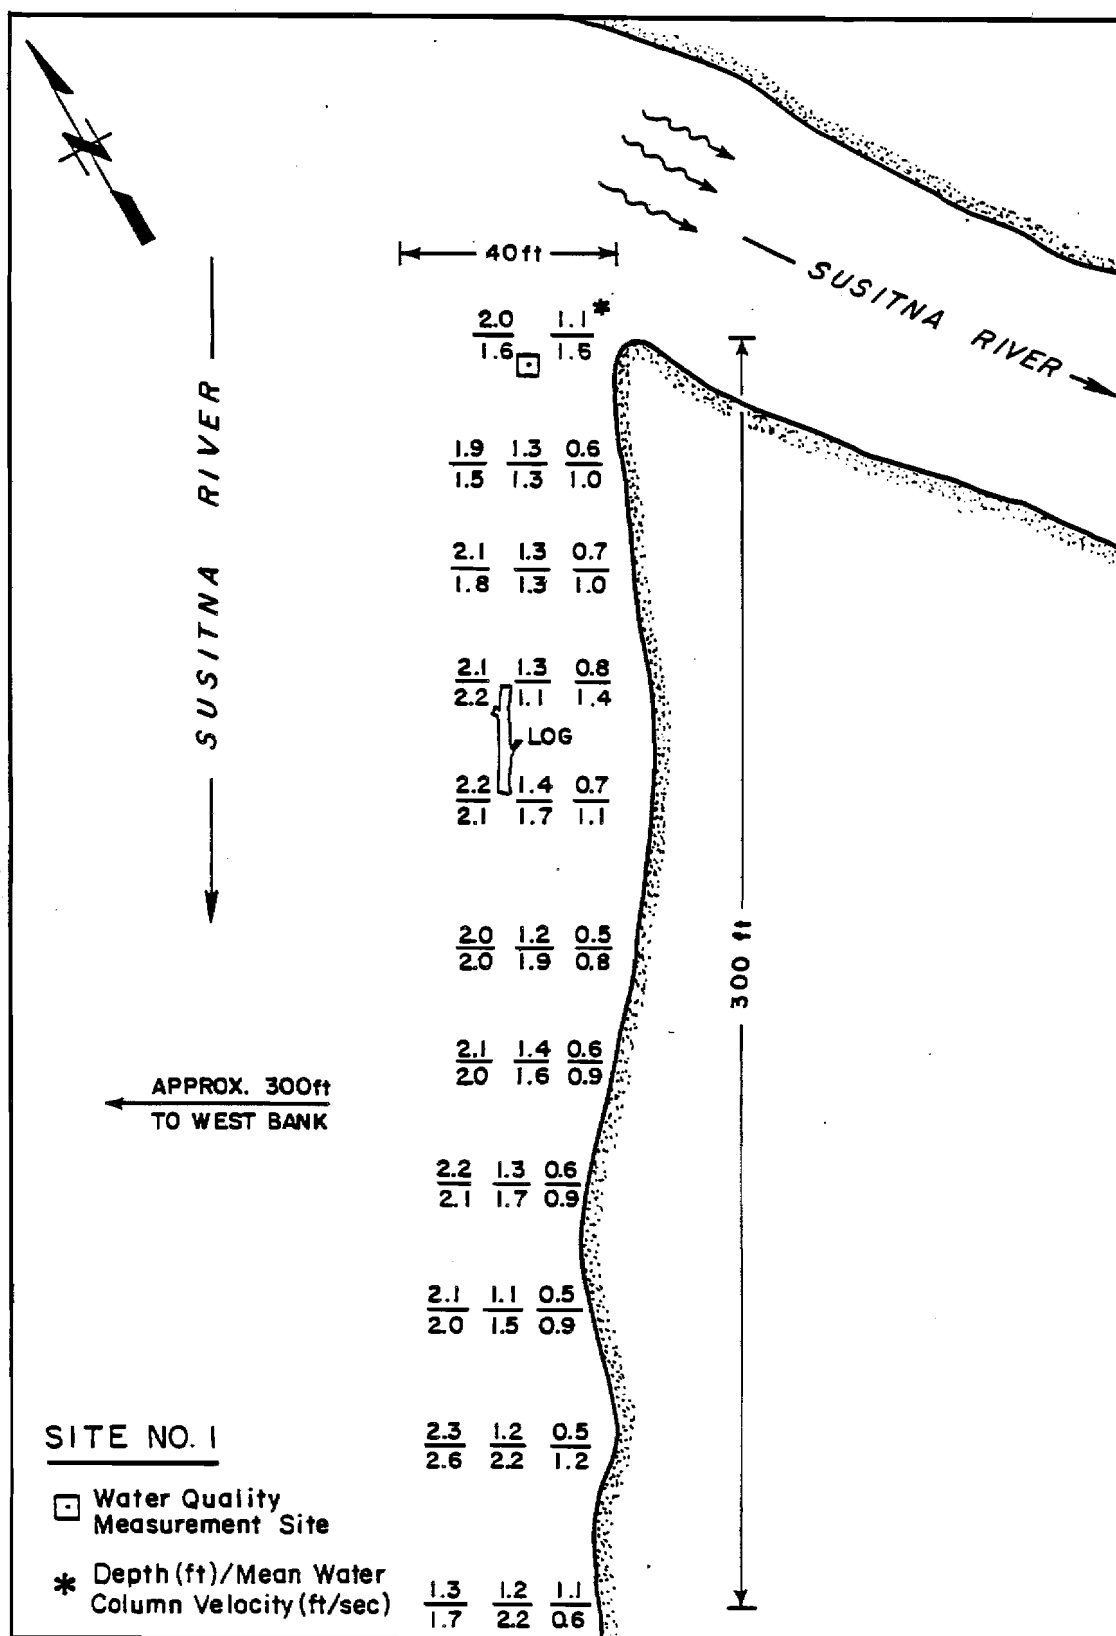 40 ft
SUSITNA RIVER
2.0 1.1 *
1.6 1.5
SUSITNA RIVER
1.9 1.3 0.6
1.5 1.3 1.0
2.1 1.3 0.7
1.8 1.3 1.0
2.1 1.3 0.8
2.2 1.1 1.4
LOG
2.2 1.4 0.7
2.1 1.7 1.1
300 ft
2.0 1.2 0.5
2.0 1.9 0.8
2.1 1.4 0.6
2.0 1.6 0.9
APPROX. 300ft
TO WEST BANK
2.2 1.3 0.6
2.1 1.7 0.9
2.1 1.1 0.5
2.0 1.5 0.9
2.3 1.2 0.5
2.6 2.2 1.2
SITE NO. 1
Water Quality
Measurement Site
* Depth (ft)/Mean Water
Column Velocity (ft/sec)
1.3 1.2 1.1
1.7 2.2 0.6